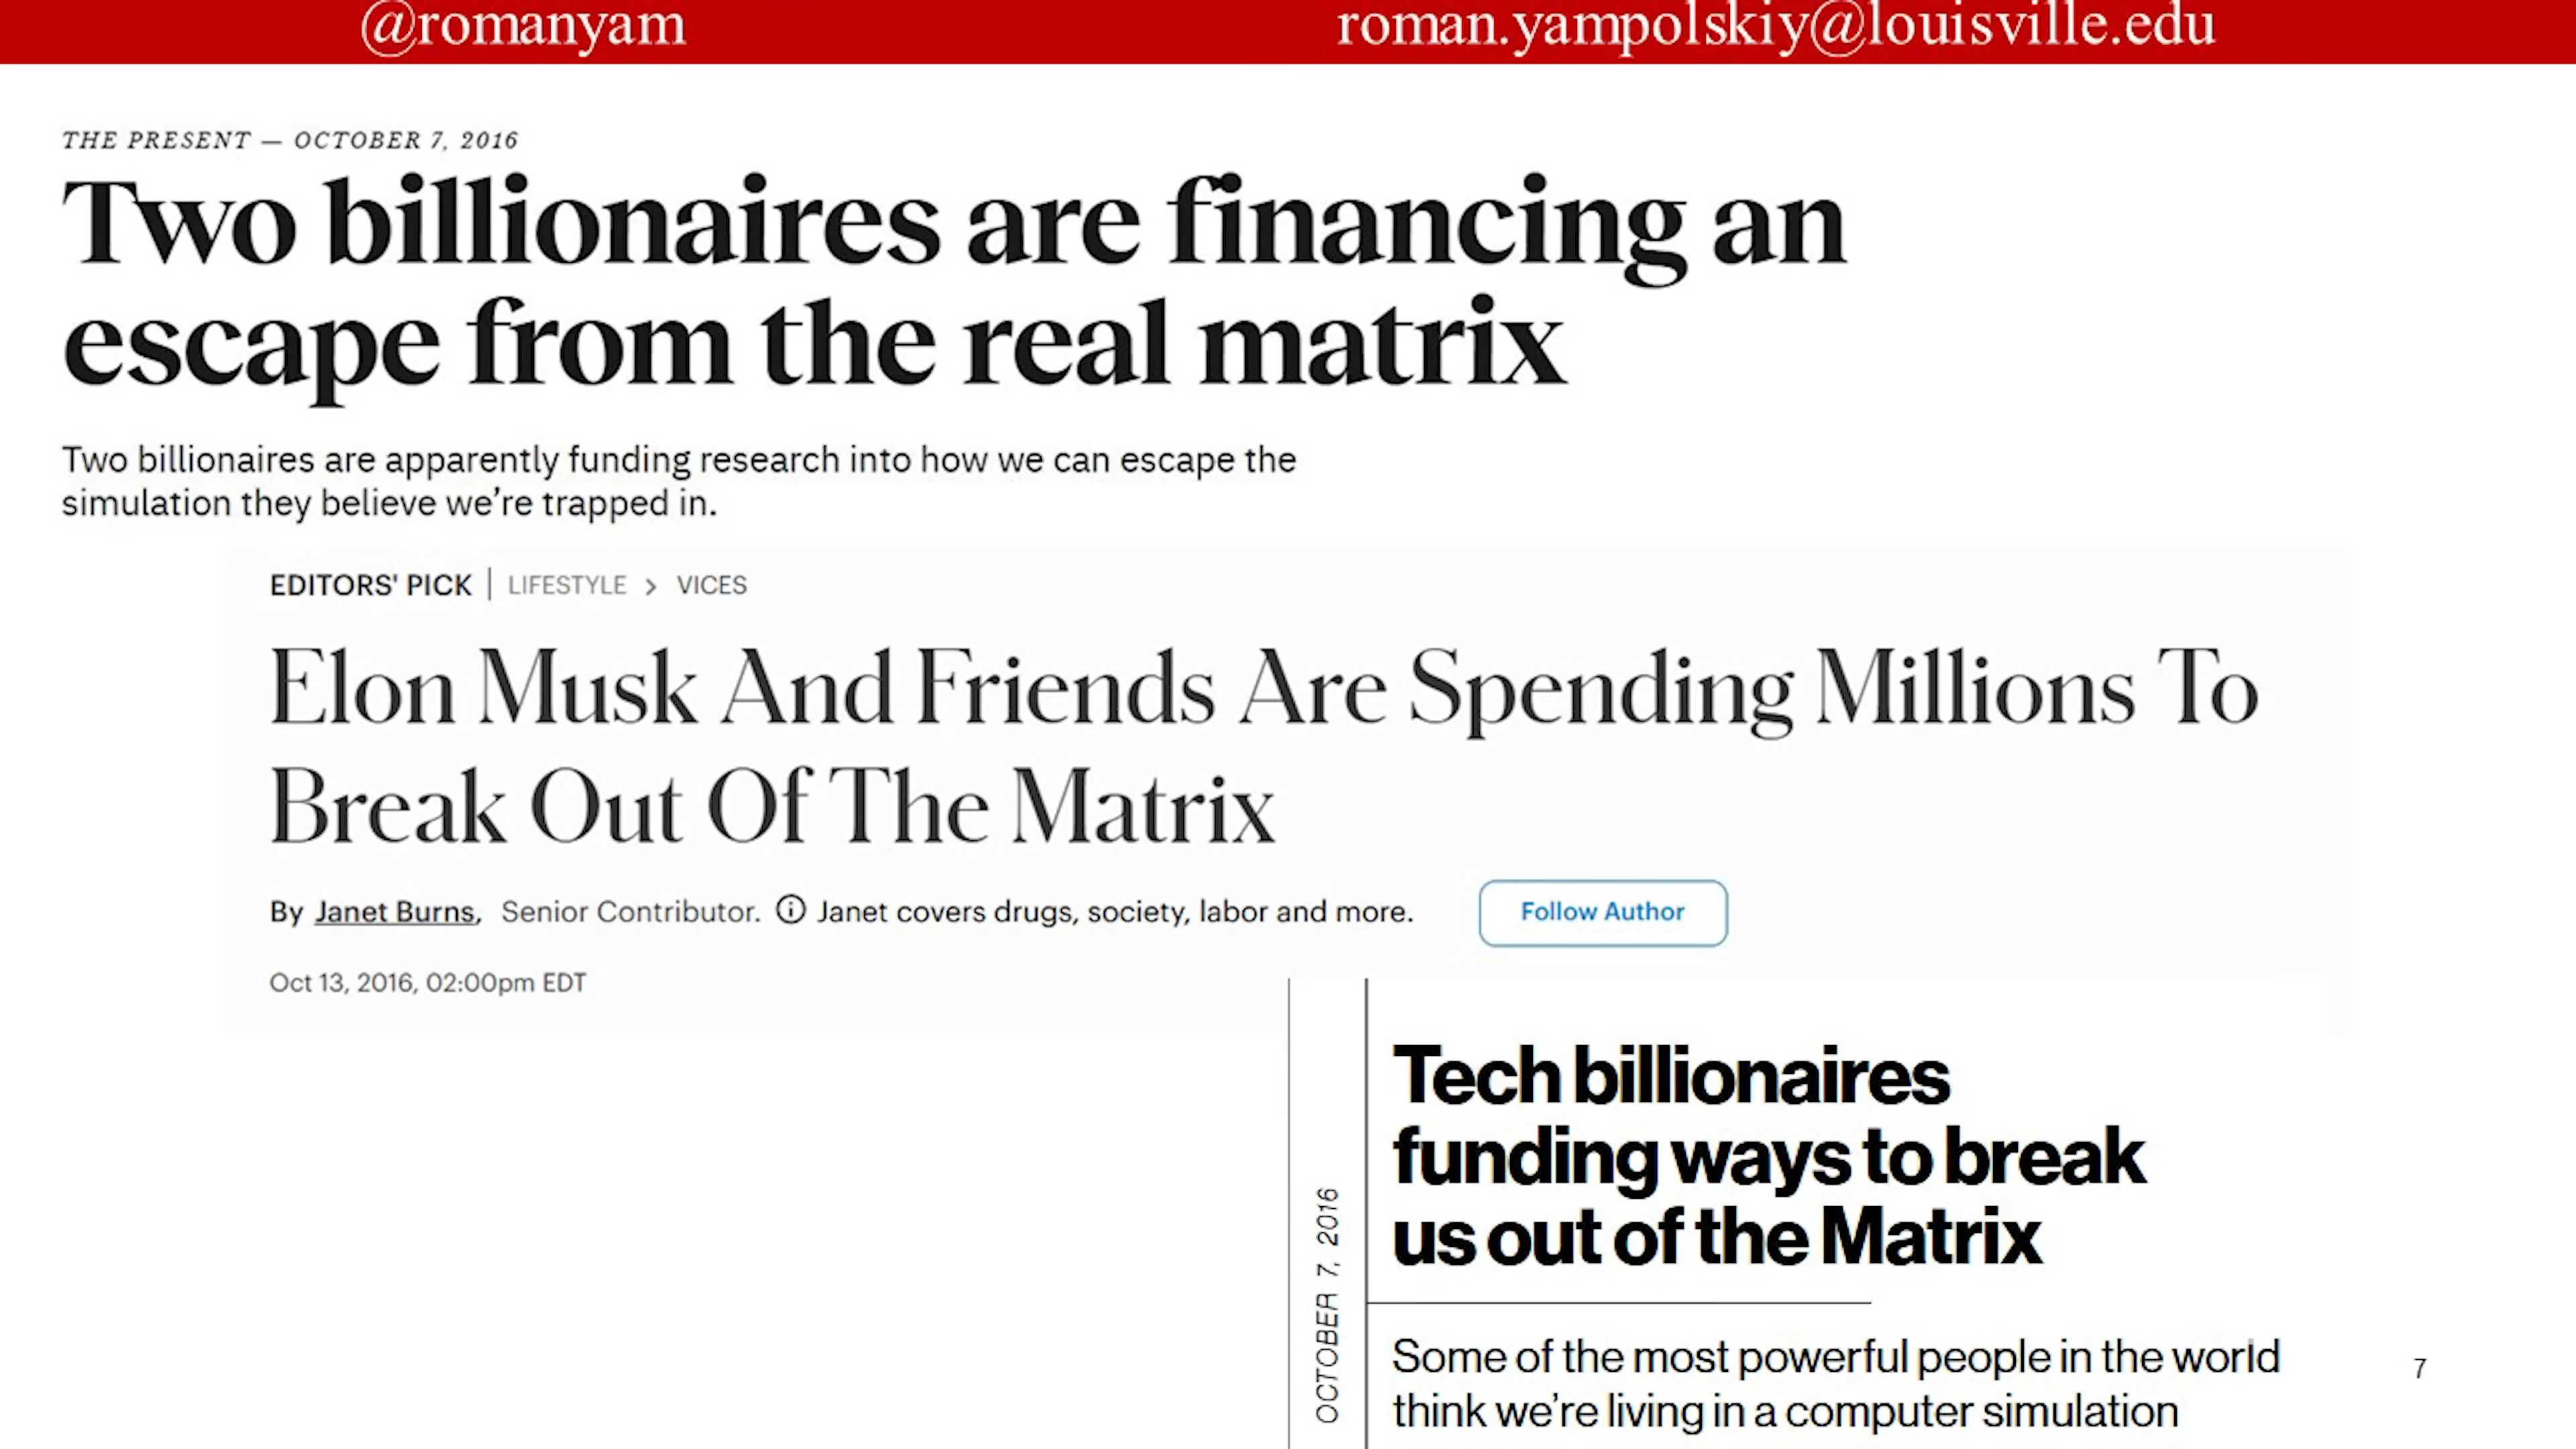 @romanyam
roman.yampolskiy@louisville.edu
THE PRESENT — OCTOBER 7, 2016
Two billionaires are financing an
escape from the real matrix
Two billionaires are apparently funding research into how we can escape the
simulation they believe we’re trapped in.
EDITORS' PICK | LIFESTYLE > VICES
Elon Musk And Friends Are Spending Millions To
Break Out Of The Matrix
By Janet Burns, Senior Contributor. ⓘ Janet covers drugs, society, labor and more.
Follow Author
Oct 13, 2016, 02:00pm EDT
OCTOBER 7, 2016
Tech billionaires
funding ways to break
us out of the Matrix
Some of the most powerful people in the world
think we’re living in a computer simulation
7